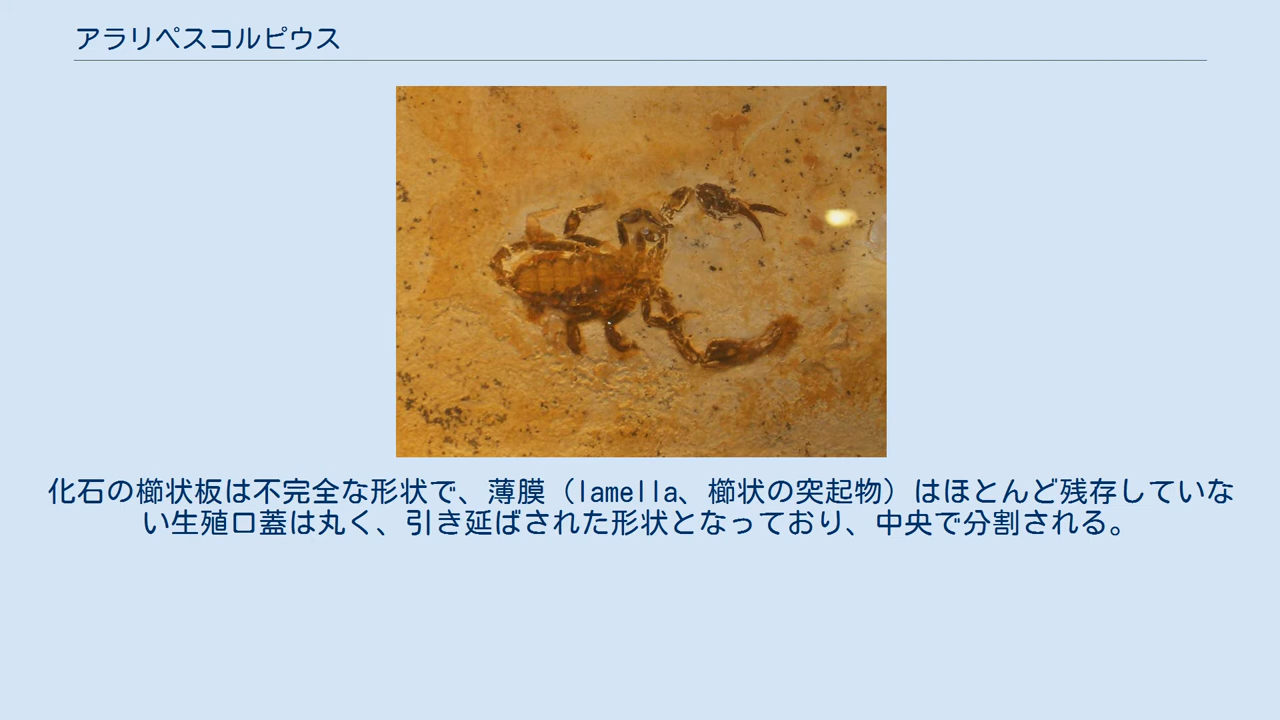 アラリペスコルピウス
化石の櫛状板は不完全な形状で、薄膜（lamella、櫛状の突起物）はほとんど残存していな
い生殖口蓋は丸く、引き延ばされた形状となっており、中央で分割される。